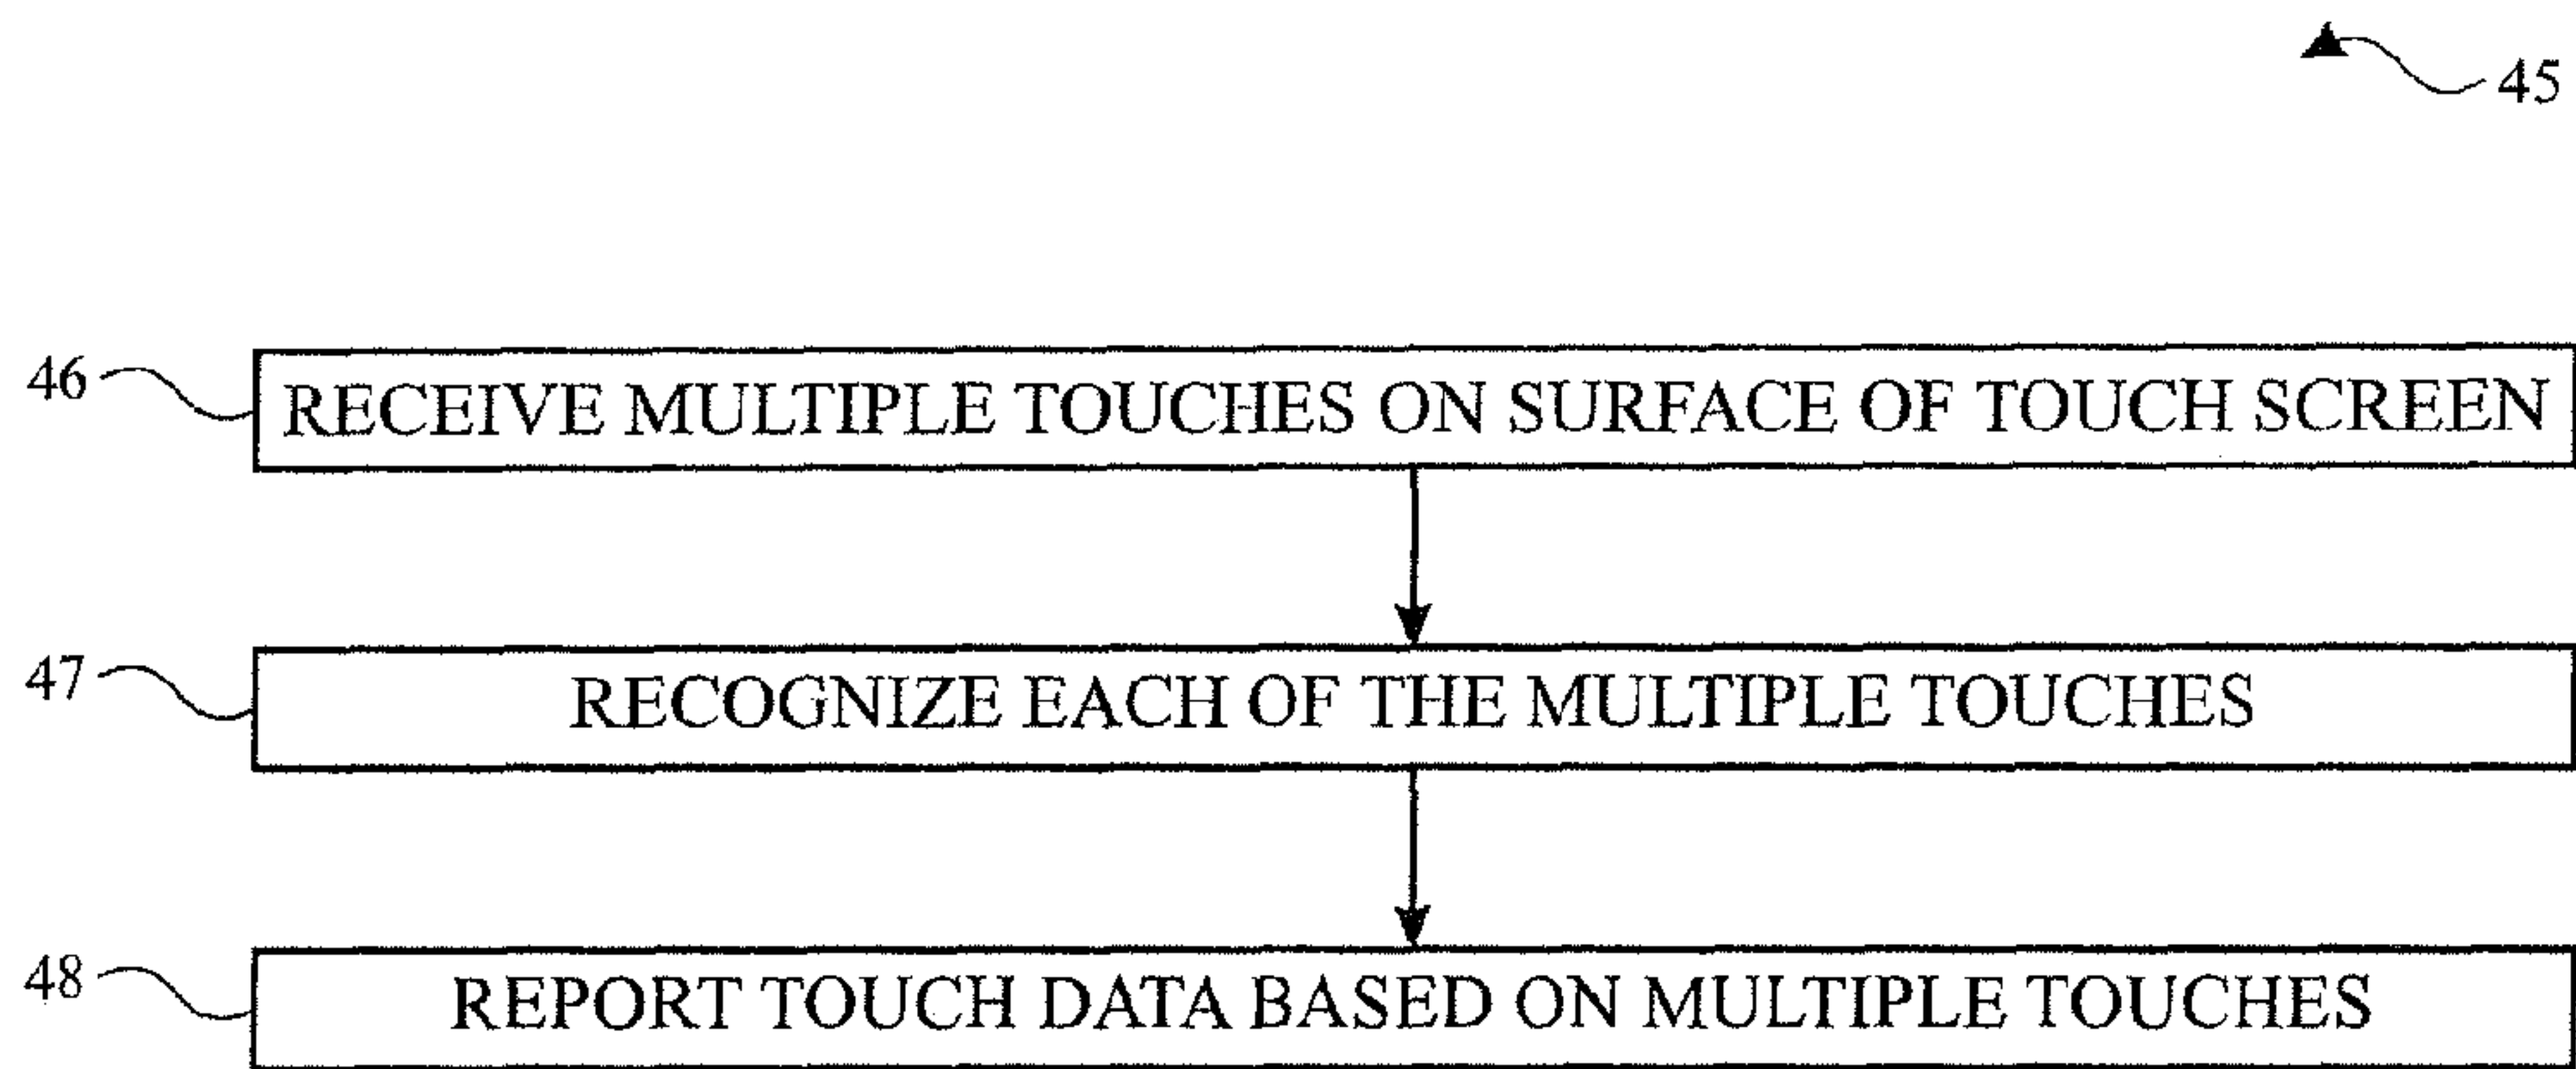 45
46 RECEIVE MULTIPLE TOUCHES ON SURFACE OF TOUCH SCREEN
47 RECOGNIZE EACH OF THE MULTIPLE TOUCHES
48 REPORT TOUCH DATA BASED ON MULTIPLE TOUCHES